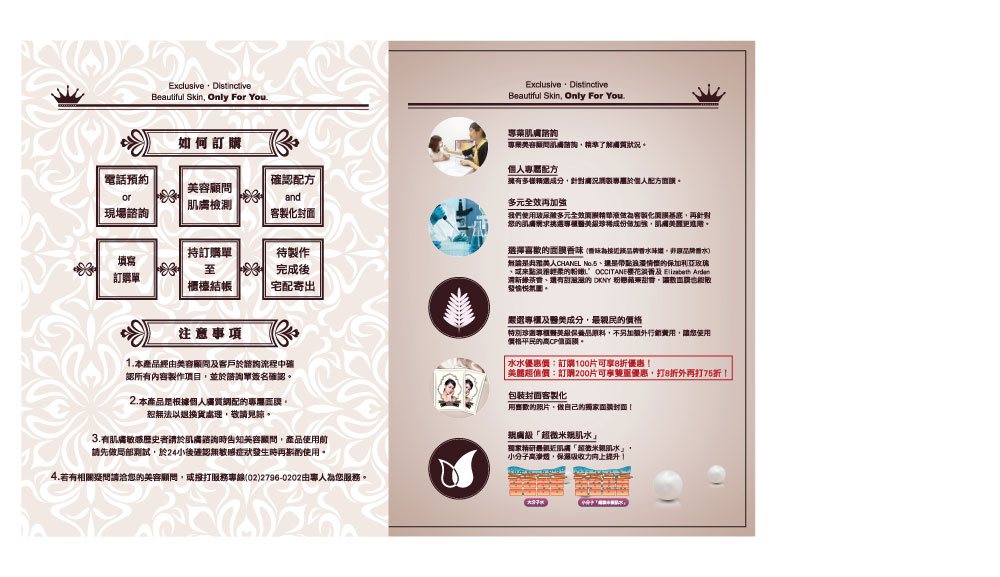 Exclusive・Distinctive
Beautiful Skin, Only For You.
如何訂購
電話預約
or
現場諮詢
美容顧問
肌膚檢測
確認配方
and
客製化封面
填寫
訂購單
持訂購單
至
櫃檯結帳
待製作
完成後
宅配寄出
注意事項
1.本產品經由美容顧問及客戶於諮詢流程中確
認所有內容製作項目，並於諮詢單簽名確認。
2.本產品是根據個人膚質調配的專屬面膜，
恕無法以退換貨處理，敬請見諒。
3.有肌膚敏感歷史者請於肌膚諮詢時告知美容顧問，產品使用前
請先做局部測試，於24小後確認無敏感症狀發生時再斟酌使用。
4.若有相關疑問請洽您的美容顧問，或撥打服務專線(02)2796-0202由專人為您服務。
Exclusive・Distinctive
Beautiful Skin, Only For You.
專業肌膚諮詢
專業美容顧問肌膚諮詢，精準了解膚質狀況。
個人專屬配方
擁有多樣精選成分，針對膚況調製專屬於個人配方面膜。
多元全效再加強
我們使用玻尿酸多元全效面膜精華液做為客製化面膜基底，再針對
您的肌膚需求挑選專櫃醫美級珍稀成份做加強，肌膚美麗更進階。
選擇喜歡的面膜香味 (香味為接近該品牌香水味道，非原品牌香水)
無論是典雅美人CHANEL No.5、還是帶點浪漫情懷的保加利亞玫瑰
、或來點淡雅輕柔的粉嫩L'OCCITANE櫻花淡香及 Elizabeth Arden
清新綠茶香、還有甜滋滋的 DKNY 粉戀蘋果甜香，讓敷面膜也能散
發愉悅氛圍。
嚴選專櫃及醫美成分，最親民的價格
特別珍選專櫃醫美級保養品原料，不另加額外行銷費用，讓您使用
價格平民的高CP值面膜。
水水優惠價：訂購100片可享8折優惠！
美麗超值價：訂購200片可享雙重優惠，打8折外再打75折！
包裝封面客製化
用喜歡的照片，做自己的獨家面膜封面！
親膚級「超微米親肌水」
獨家精研最親近肌膚「超微米親肌水」，
小分子高滲透，保濕吸收力向上提升！
大分子水
小分子「超微米親肌水」